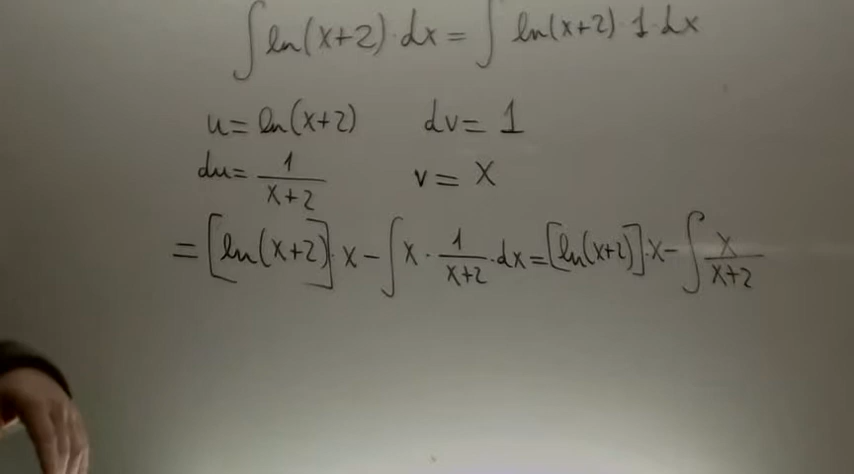 ∫ ln(x+2)·dx = ∫ ln(x+2)·1·dx
u = ln(x+2) dv = 1
du = 1/(x+2) v = x
= [ln(x+2)]·x − ∫ x · 1/(x+2) · dx = [ln(x+2)]·x − ∫ x/(x+2)